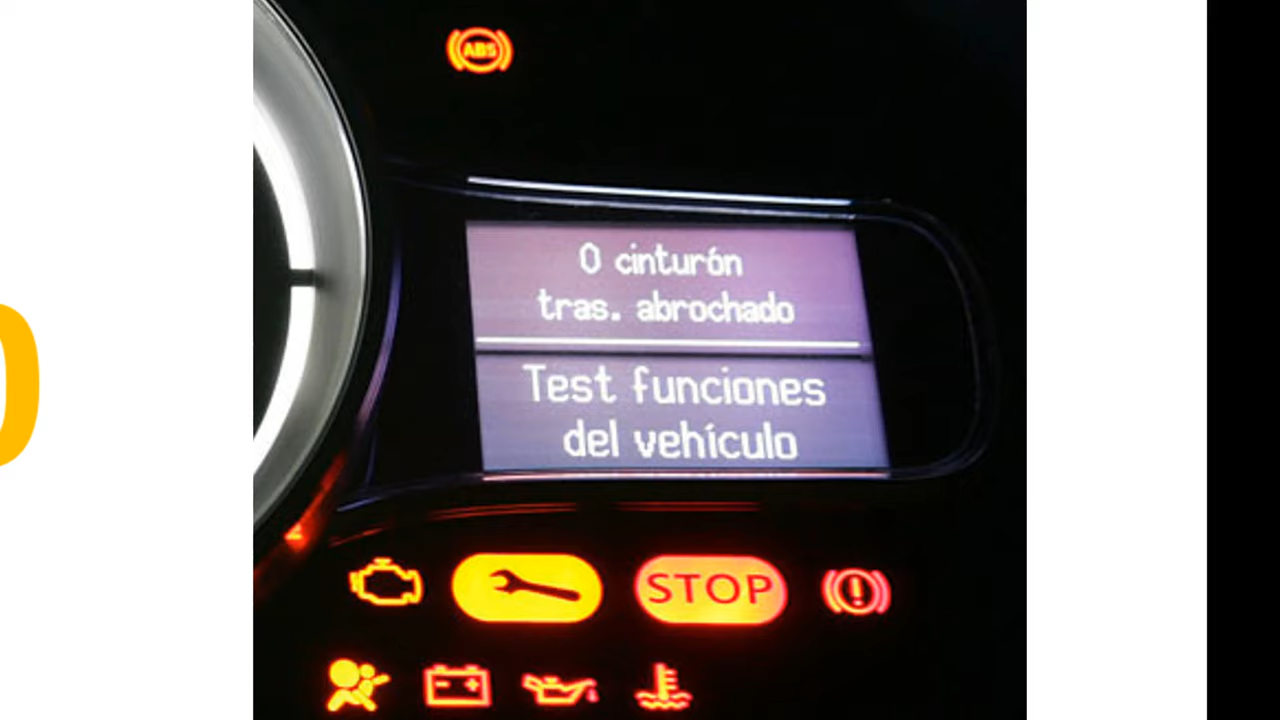 ABS
0 cinturón
tras. abrochado
Test funciones
del vehículo
STOP